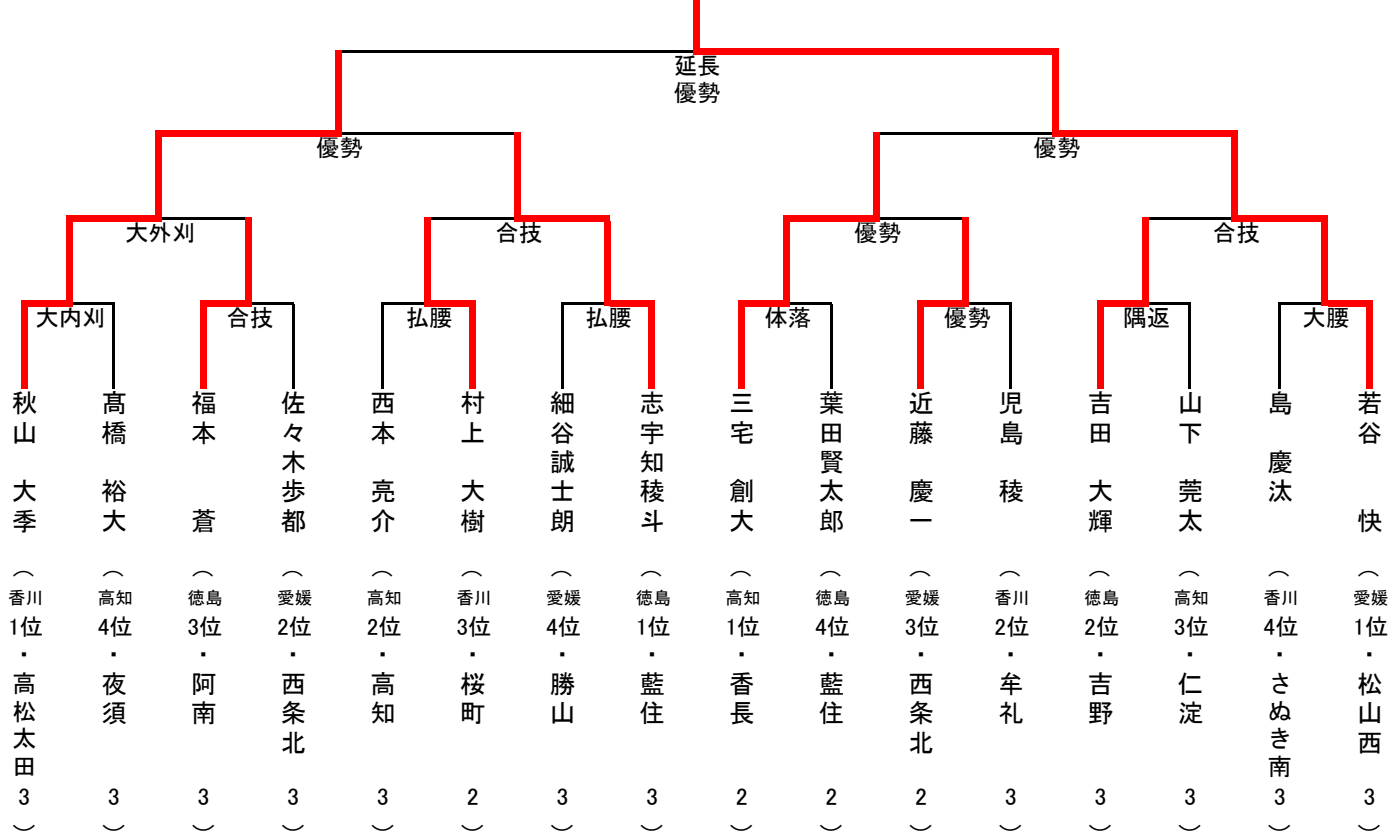 延長
優勢
優勢
優勢
大外刈
合技
優勢
合技
大内刈
合技
払腰
払腰
体落
優勢
隅返
大腰
秋山 大季(香川1位・高松太田3)
髙橋 裕大(高知4位・夜須3)
福本 蒼(徳島3位・阿南3)
佐々木歩都(愛媛2位・西条北3)
西本 亮介(高知2位・高知3)
村上 大樹(香川3位・桜町2)
細谷誠士朗(愛媛4位・勝山3)
志宇知稜斗(徳島1位・藍住3)
三宅 創大(高知1位・香長2)
葉田賢太郎(徳島4位・藍住2)
近藤 慶一(愛媛3位・西条北2)
児島 稜(香川2位・牟礼3)
吉田 大輝(徳島2位・吉野3)
山下 莞太(高知3位・仁淀3)
島 慶汰(香川4位・さぬき南3)
若谷 快(愛媛1位・松山西3)